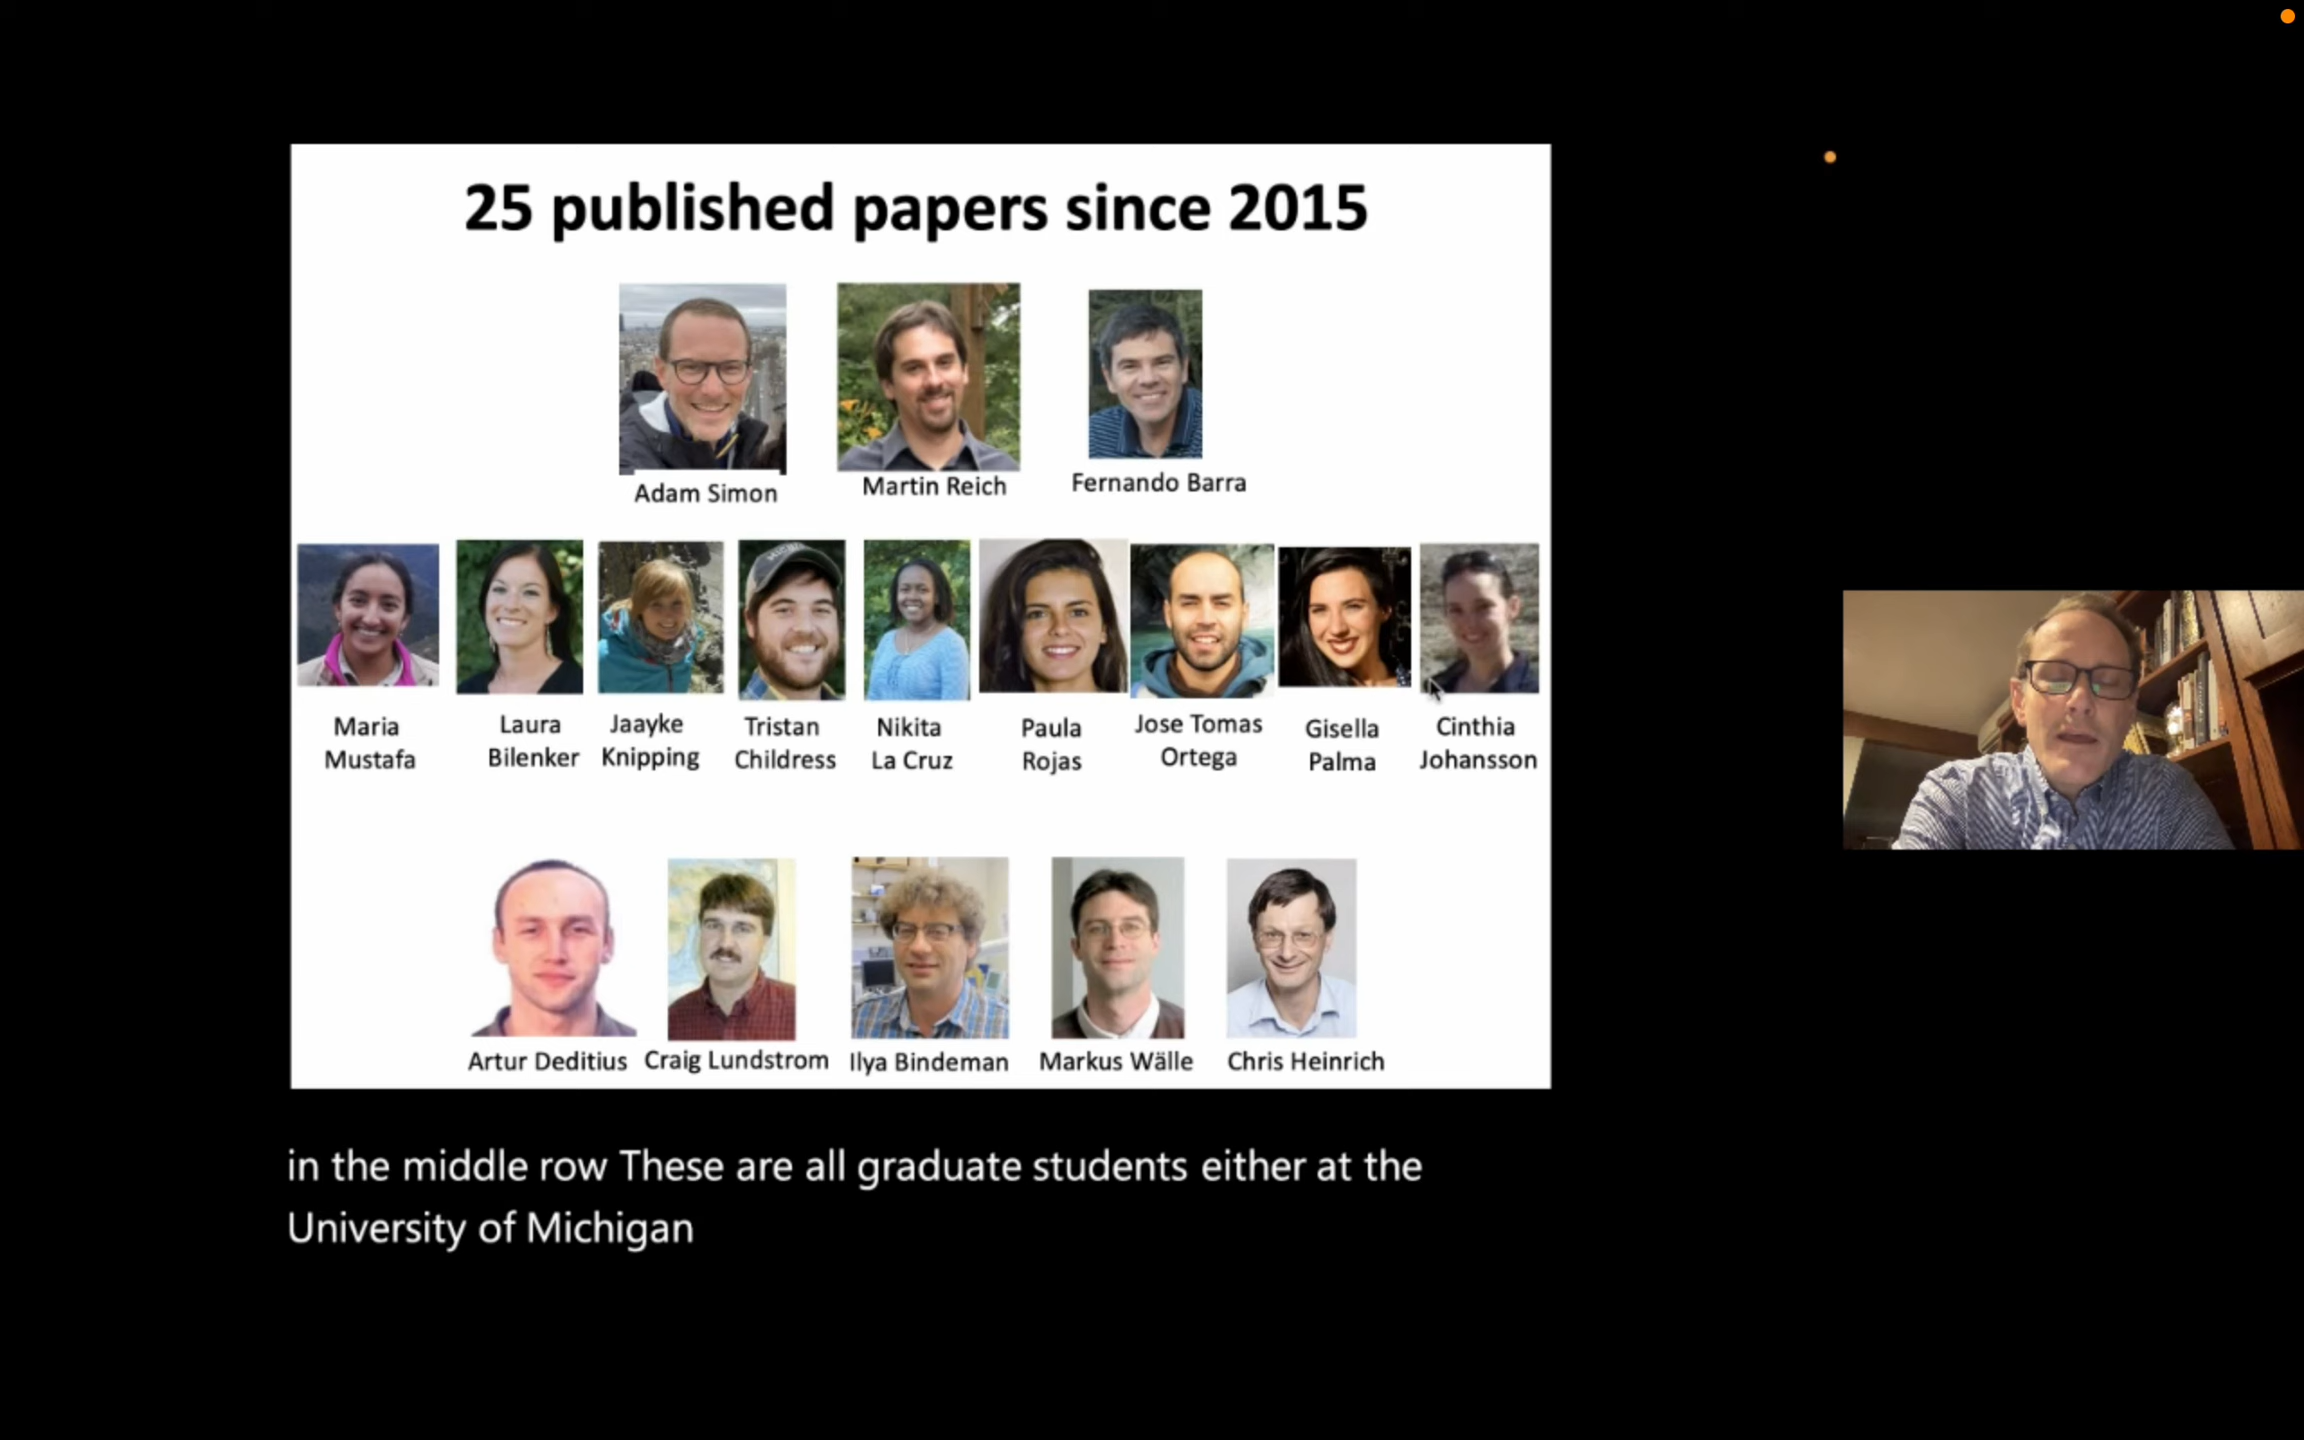 25 published papers since 2015
Adam Simon
Martin Reich
Fernando Barra
Maria
Mustafa
Laura
Bilenker
Jaayke
Knipping
Tristan
Childress
Nikita
La Cruz
Paula
Rojas
Jose Tomas
Ortega
Gisella
Palma
Cinthia
Johansson
Artur Deditius
Craig Lundstrom
Ilya Bindeman
Markus Wälle
Chris Heinrich
in the middle row These are all graduate students either at the
University of Michigan